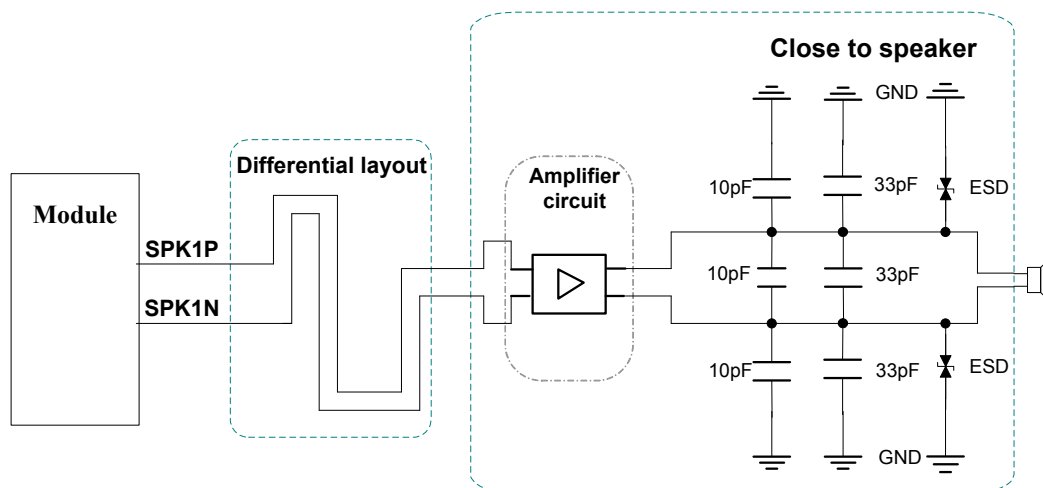 Close to speaker
GND
Differential layout
Amplifier
circuit
10pF
33pF
ESD
Module
SPK1P
10pF
33pF
SPK1N
10pF
33pF
ESD
GND